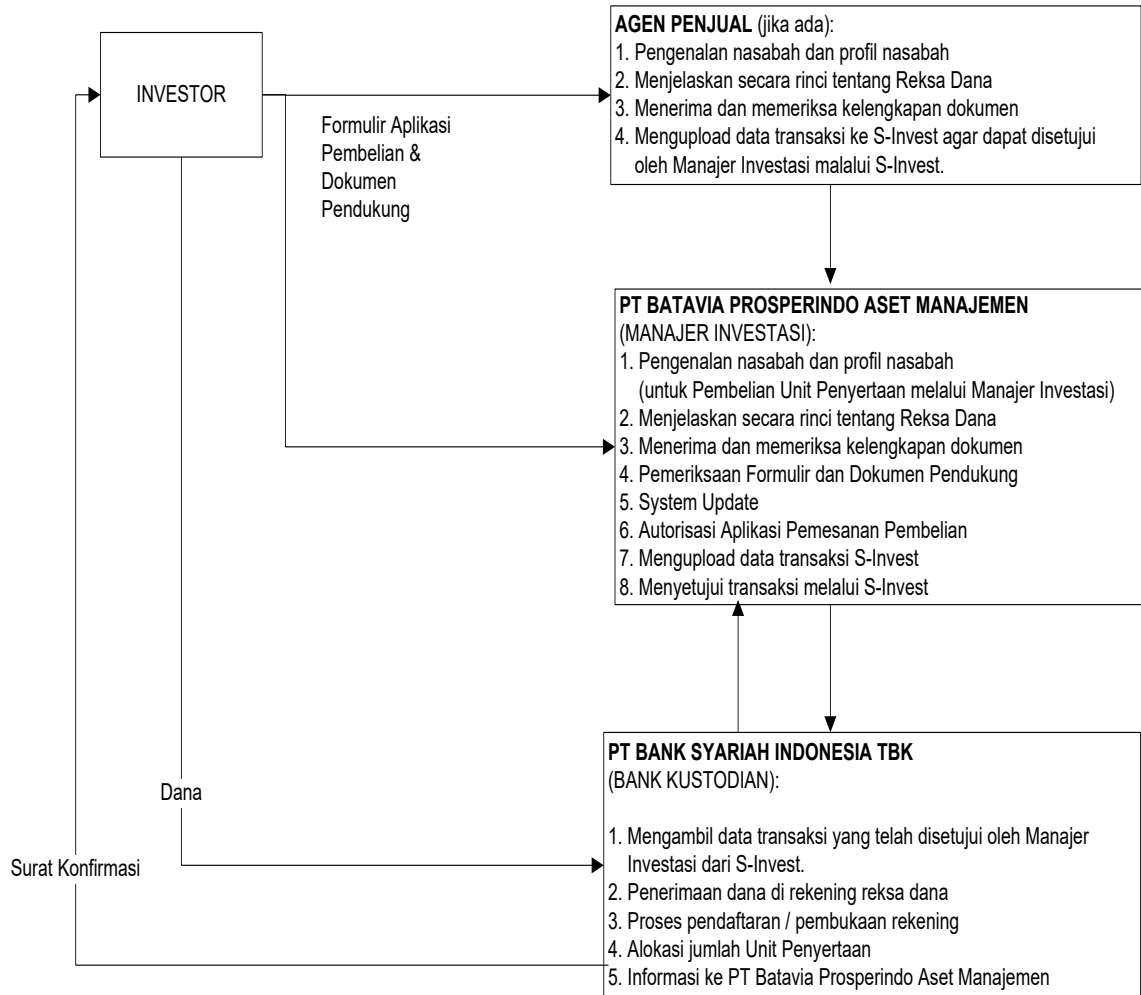 INVESTOR
Formulir Aplikasi
Pembelian &
Dokumen
Pendukung
AGEN PENJUAL (jika ada):
1. Pengenalan nasabah dan profil nasabah
2. Menjelaskan secara rinci tentang Reksa Dana
3. Menerima dan memeriksa kelengkapan dokumen
4. Mengupload data transaksi ke S-Invest agar dapat disetujui
oleh Manajer Investasi malalui S-Invest.
PT BATAVIA PROSPERINDO ASET MANAJEMEN
(MANAJER INVESTASI):
1. Pengenalan nasabah dan profil nasabah
(untuk Pembelian Unit Penyertaan melalui Manajer Investasi)
2. Menjelaskan secara rinci tentang Reksa Dana
3. Menerima dan memeriksa kelengkapan dokumen
4. Pemeriksaan Formulir dan Dokumen Pendukung
5. System Update
6. Autorisasi Aplikasi Pemesanan Pembelian
7. Mengupload data transaksi S-Invest
8. Menyetujui transaksi melalui S-Invest
Dana
Surat Konfirmasi
PT BANK SYARIAH INDONESIA TBK
(BANK KUSTODIAN):
1. Mengambil data transaksi yang telah disetujui oleh Manajer
Investasi dari S-Invest.
2. Penerimaan dana di rekening reksa dana
3. Proses pendaftaran / pembukaan rekening
4. Alokasi jumlah Unit Penyertaan
5. Informasi ke PT Batavia Prosperindo Aset Manajemen